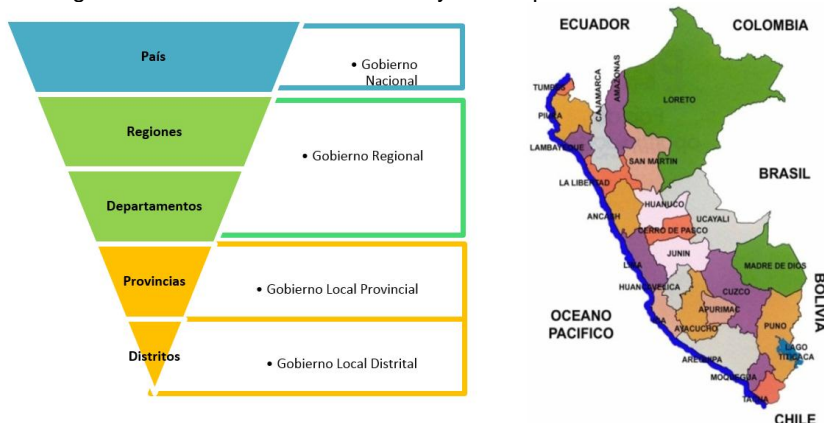 País
• Gobierno
Nacional
Regiones
• Gobierno Regional
Departamentos
Provincias
• Gobierno Local Provincial
Distritos
• Gobierno Local Distrital
ECUADOR
COLOMBIA
TUMBES
PIURA
LAMBAYEQUE
CAJAMARCA
AMAZONAS
LORETO
SAN MARTIN
LA LIBERTAD
BRASIL
HUANUCO
UCAYALI
ANCASH
CERRO DE PASCO
JUNIN
LIMA
MADRE DE DIOS
HUANCAVELICA
CUZCO
BOLIVIA
APURIMAC
OCEANO
PACIFICO
ICA
AYACUCHO
PUNO
LAGO
TITICACA
AREQUIPA
MOQUEGUA
TACNA
CHILE